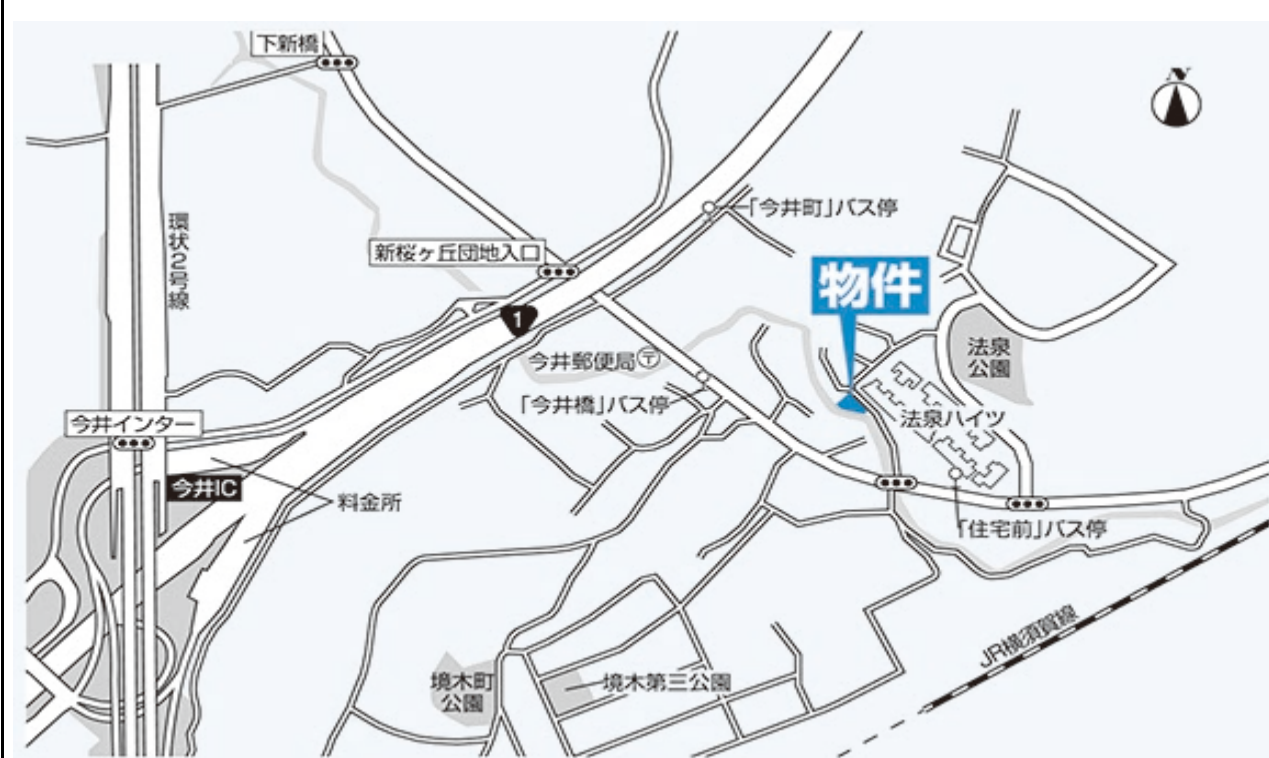 下新橋
N
環状2号線
「今井町」バス停
新桜ヶ丘団地入口
物件
1
今井郵便局〒
法泉
公園
「今井橋」バス停
法泉ハイツ
今井インター
今井IC
料金所
「住宅前」バス停
JR横須賀線
境木町
公園
境木第三公園